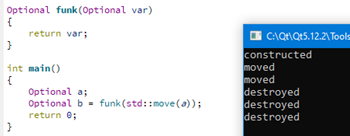 Optional funk(Optional var)
{
    return var;
}
int main()
{
    Optional a;
    Optional b = funk(std::move(a));
    return 0;
}
C:\Qt\Qt5.12.2\Tools
constructed
moved
moved
destroyed
destroyed
destroyed